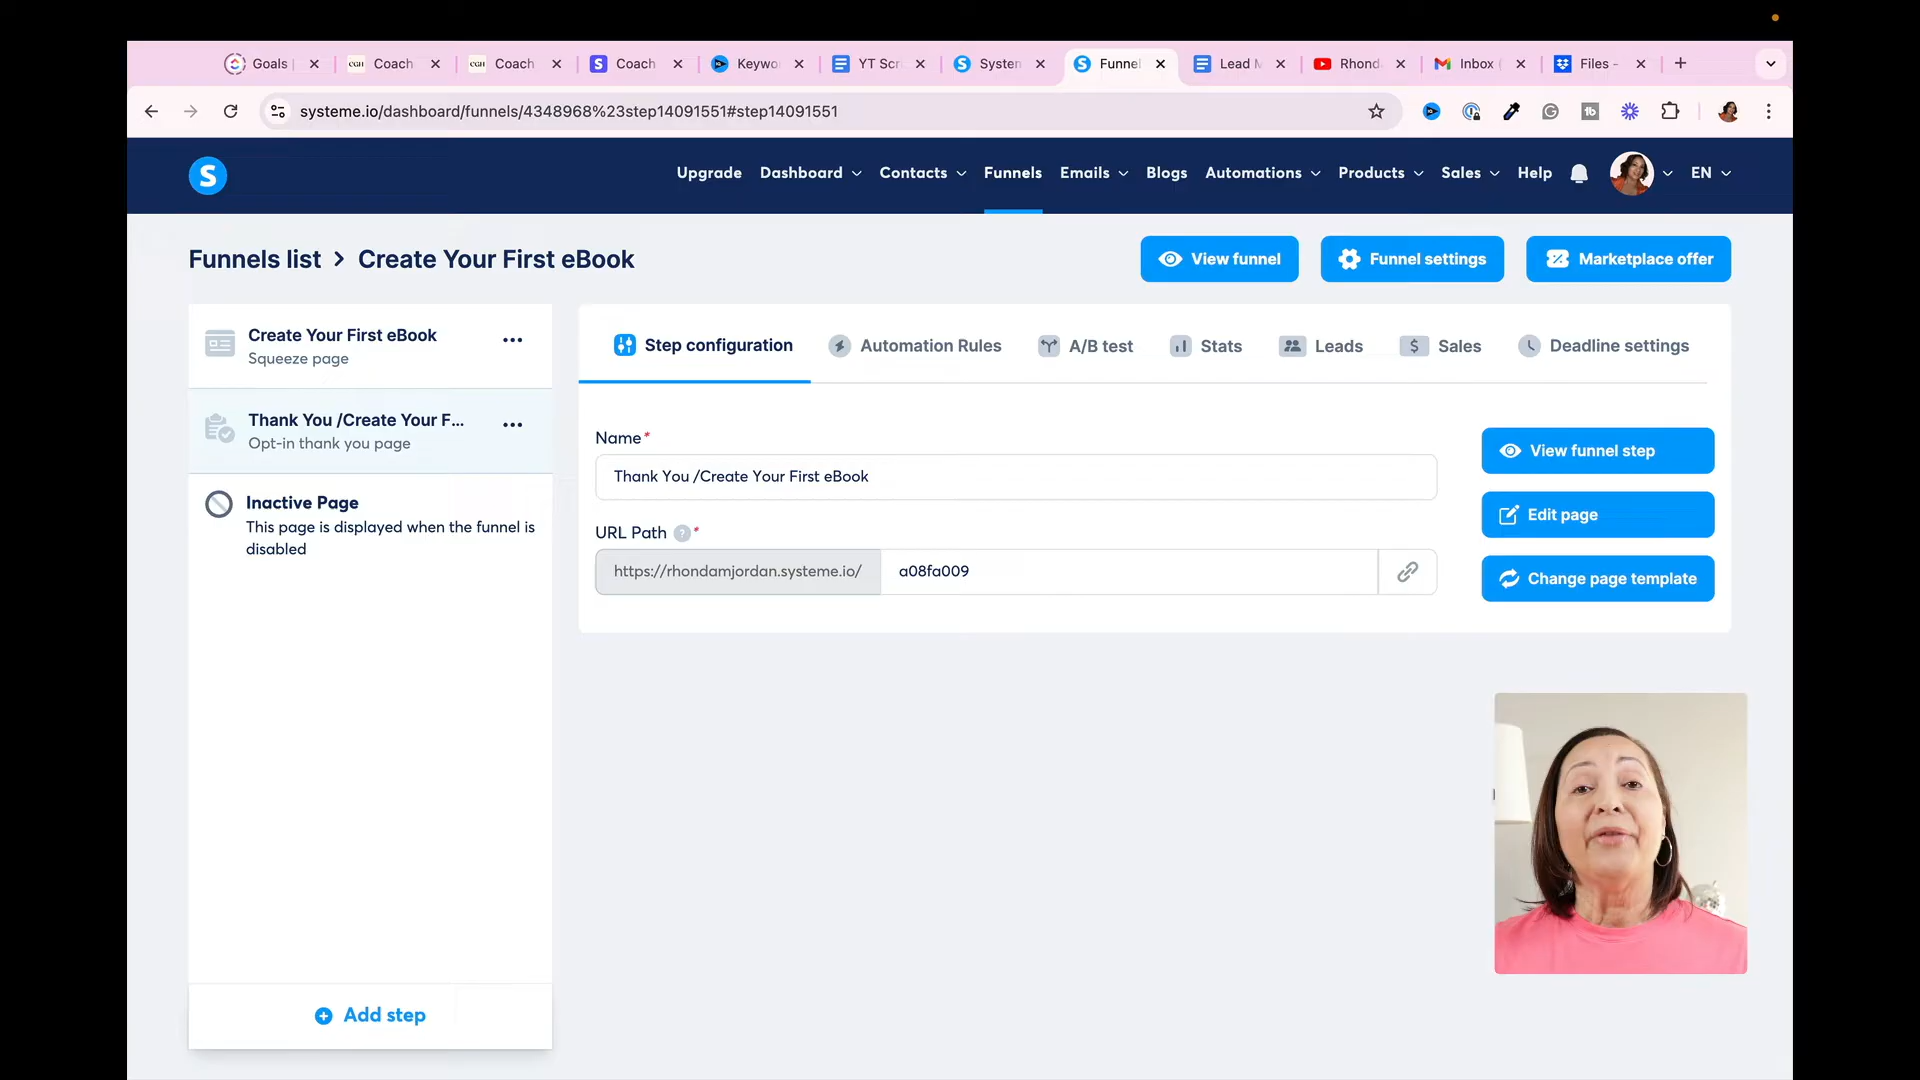 Goals
Coach
Coach
Coach
Keywo
YT Scr
System
Funnel
Lead M
Rhond
Inbox (
Files -
systeme.io/dashboard/funnels/4348968%23step14091551#step14091551
S
Upgrade
Dashboard
Contacts
Funnels
Emails
Blogs
Automations
Products
Sales
Help
EN
Funnels list > Create Your First eBook
View funnel
Funnel settings
Marketplace offer
Create Your First eBook
Squeeze page
Thank You /Create Your F...
Opt-in thank you page
Inactive Page
This page is displayed when the funnel is
disabled
Add step
Step configuration
Automation Rules
A/B test
Stats
Leads
Sales
Deadline settings
Name*
Thank You /Create Your First eBook
URL Path ? *
https://rhondamjordan.systeme.io/
a08fa009
View funnel step
Edit page
Change page template